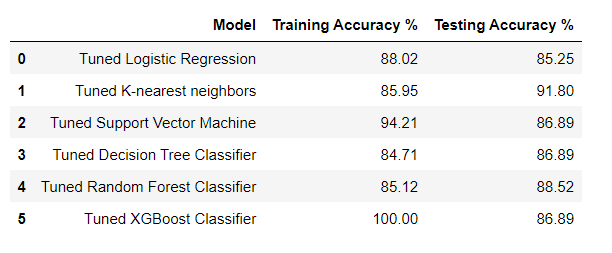 Model Training Accuracy % Testing Accuracy %
0 Tuned Logistic Regression 88.02 85.25
1 Tuned K-nearest neighbors 85.95 91.80
2 Tuned Support Vector Machine 94.21 86.89
3 Tuned Decision Tree Classifier 84.71 86.89
4 Tuned Random Forest Classifier 85.12 88.52
5 Tuned XGBoost Classifier 100.00 86.89